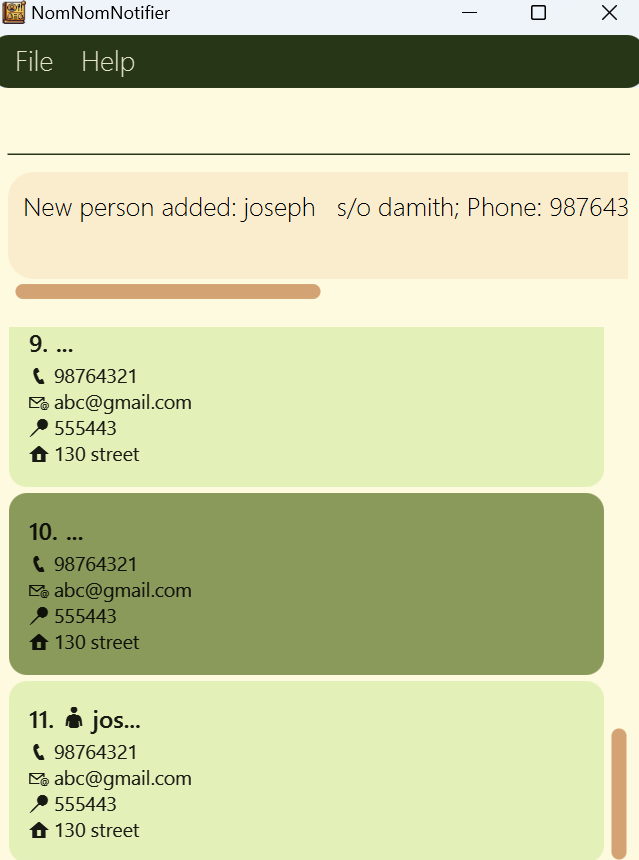 NomNomNotifier
File Help
New person added: joseph   s/o damith; Phone: 987643
9. ...
98764321
abc@gmail.com
555443
130 street
10. ...
98764321
abc@gmail.com
555443
130 street
11. jos...
98764321
abc@gmail.com
555443
130 street